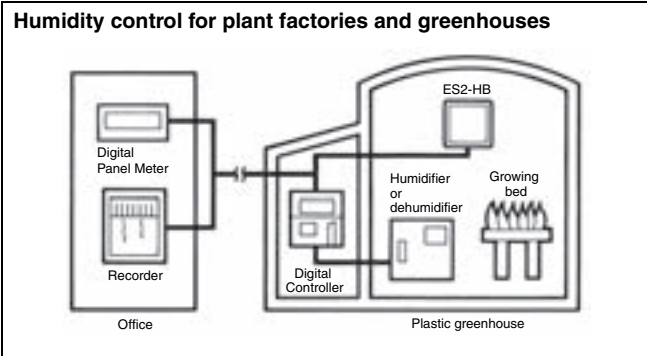 Humidity control for plant factories and greenhouses
ES2-HB
Digital
Panel Meter
Humidifier
or
dehumidifier
Growing
bed
Recorder
Digital
Controller
Office
Plastic greenhouse